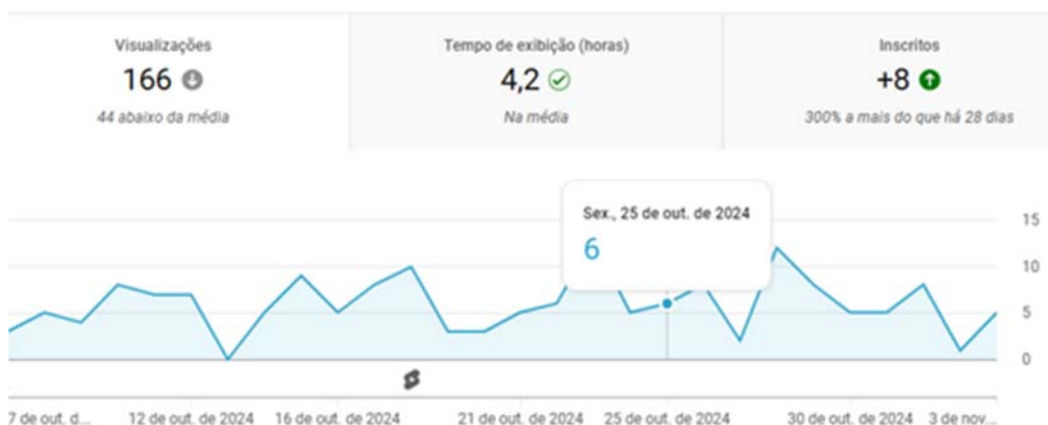 Visualizações
166
44 abaixo da média
Tempo de exibição (horas)
4,2
Na média
Inscritos
+8
300% a mais do que há 28 dias
Sex., 25 de out. de 2024
6
15
10
5
0
7 de out. d...
12 de out. de 2024
16 de out. de 2024
21 de out. de 2024
25 de out. de 2024
30 de out. de 2024
3 de nov...